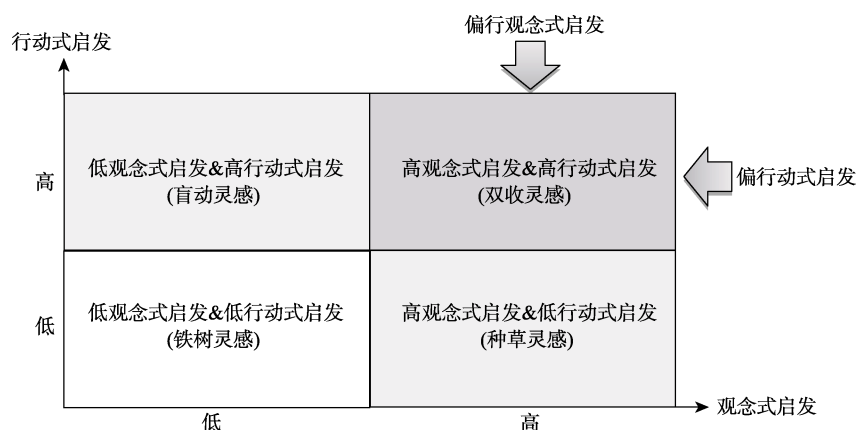 偏行观念式启发
行动式启发
高
低观念式启发&高行动式启发
(盲动灵感)
高观念式启发&高行动式启发
(双收灵感)
偏行动式启发
低
低观念式启发&低行动式启发
(铁树灵感)
高观念式启发&低行动式启发
(种草灵感)
低
高
观念式启发